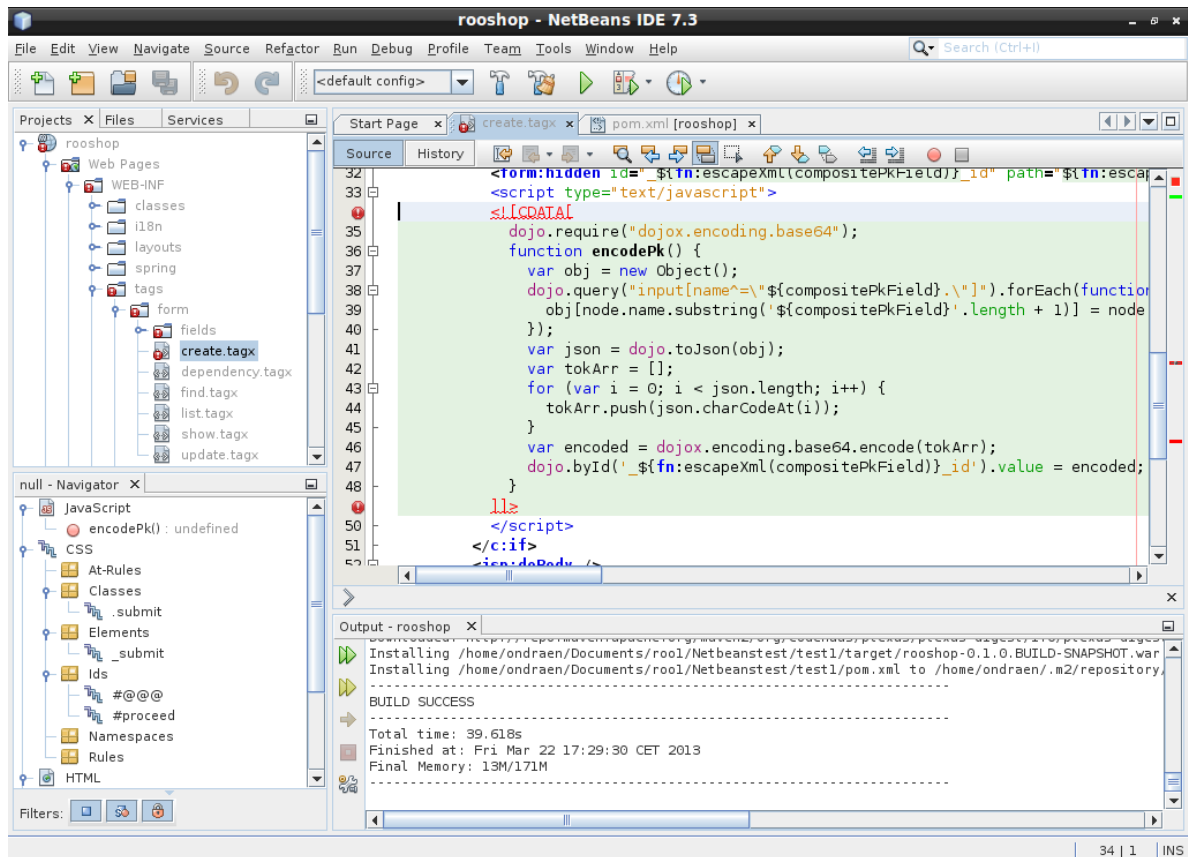 rooshop - NetBeans IDE 7.3
File Edit View Navigate Source Refactor Run Debug Profile Team Tools Window Help
Search (Ctrl+I)
<default config>
Projects Files Services
rooshop
Web Pages
WEB-INF
classes
i18n
layouts
spring
tags
form
fields
create.tagx
dependency.tagx
find.tagx
list.tagx
show.tagx
update.tagx
null - Navigator
JavaScript
encodePk() : undefined
CSS
At-Rules
Classes
.submit
Elements
_submit
Ids
#@@@
#proceed
Namespaces
Rules
HTML
Filters:
Start Page create.tagx pom.xml [rooshop]
Source History
32 <form:hidden id="_${fn:escapeXml(compositePkField)}_id" path="${fn:escap
33 <script type="text/javascript">
<![CDATA[
35 dojo.require("dojox.encoding.base64");
36 function encodePk() {
37 var obj = new Object();
38 dojo.query("input[name^=\"${compositePkField}.\"]").forEach(function
39 obj[node.name.substring('${compositePkField}'.length + 1)] = node
40 });
41 var json = dojo.toJson(obj);
42 var tokArr = [];
43 for (var i = 0; i < json.length; i++) {
44 tokArr.push(json.charCodeAt(i));
45 }
46 var encoded = dojox.encoding.base64.encode(tokArr);
47 dojo.byId('_${fn:escapeXml(compositePkField)}_id').value = encoded;
48 }
]]>
50 </script>
51 </c:if>
52 <jsp:doBody />
Output - rooshop
Installing /home/ondraen/Documents/roo1/Netbeanstest/test1/target/rooshop-0.1.0.BUILD-SNAPSHOT.war
Installing /home/ondraen/Documents/roo1/Netbeanstest/test1/pom.xml to /home/ondraen/.m2/repository/
------------------------------------------------------------------------
BUILD SUCCESS
------------------------------------------------------------------------
Total time: 39.618s
Finished at: Fri Mar 22 17:29:30 CET 2013
Final Memory: 13M/171M
------------------------------------------------------------------------
34 | 1 INS